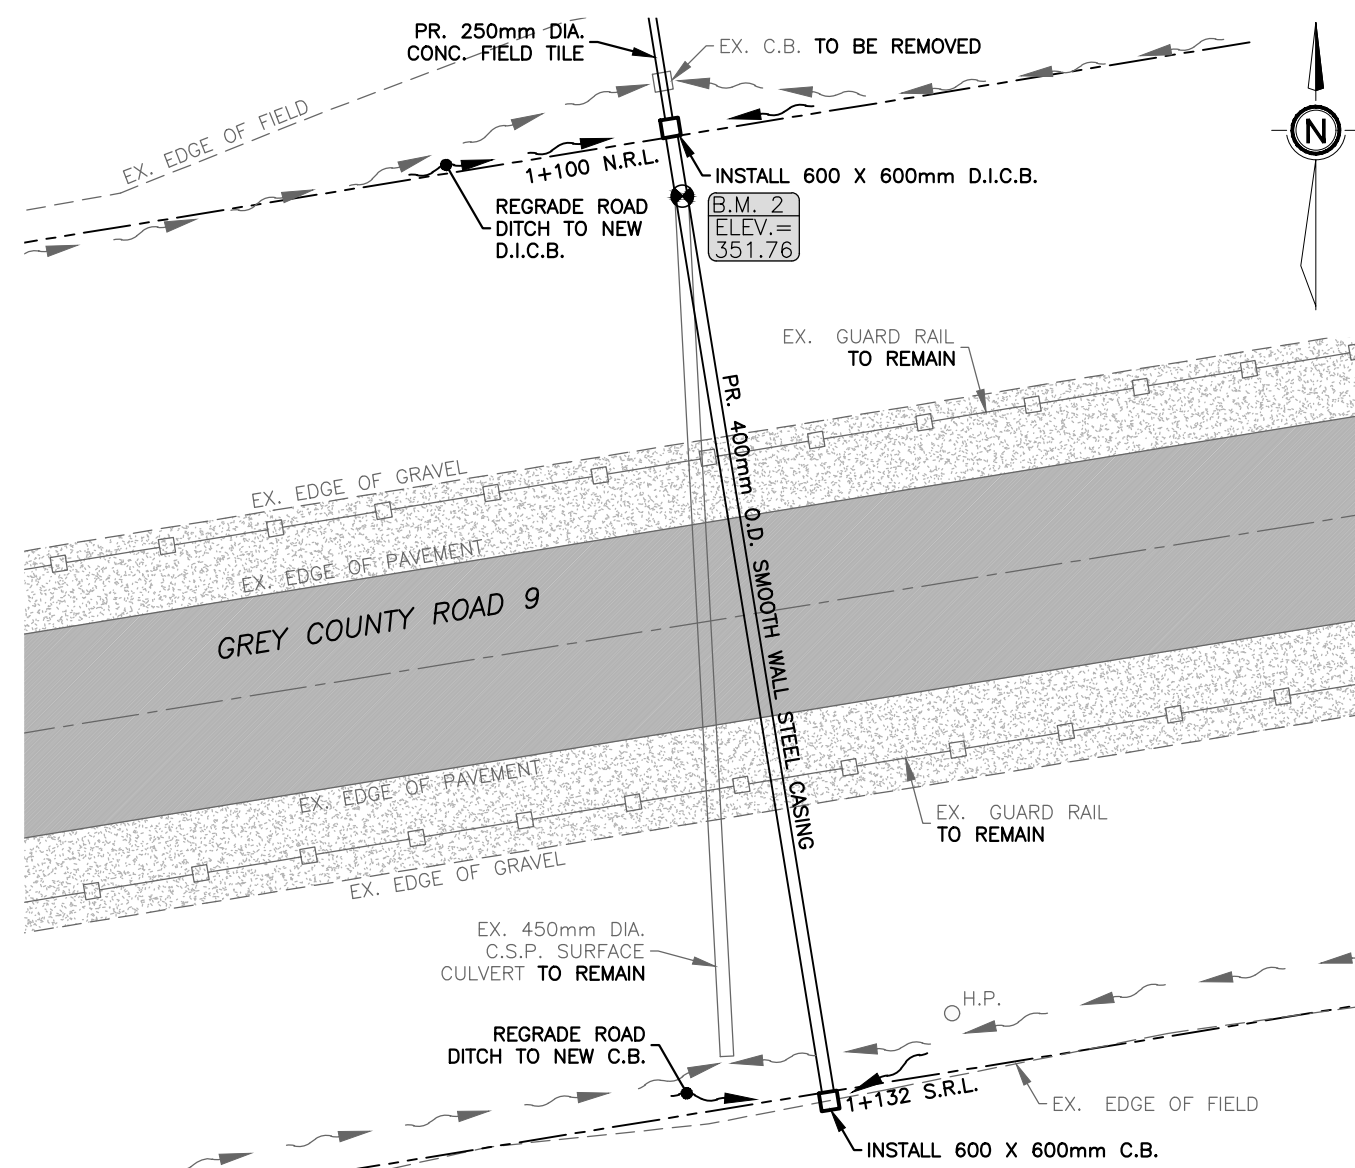 PR. 250mm DIA.
CONC. FIELD TILE
EX. C.B. TO BE REMOVED
EX. EDGE OF FIELD
N
1+100 N.R.L.
INSTALL 600 X 600mm D.I.C.B.
REGRADE ROAD
DITCH TO NEW
D.I.C.B.
B.M. 2
ELEV.=
351.76
EX. GUARD RAIL
TO REMAIN
PR. 400mm O.D. SMOOTH WALL STEEL CASING
EX. EDGE OF GRAVEL
EX. EDGE OF PAVEMENT
GREY COUNTY ROAD 9
EX. EDGE OF PAVEMENT
EX. GUARD RAIL
TO REMAIN
EX. EDGE OF GRAVEL
EX. 450mm DIA.
C.S.P. SURFACE
CULVERT TO REMAIN
H.P.
REGRADE ROAD
DITCH TO NEW C.B.
1+132 S.R.L.
EX. EDGE OF FIELD
INSTALL 600 X 600mm C.B.